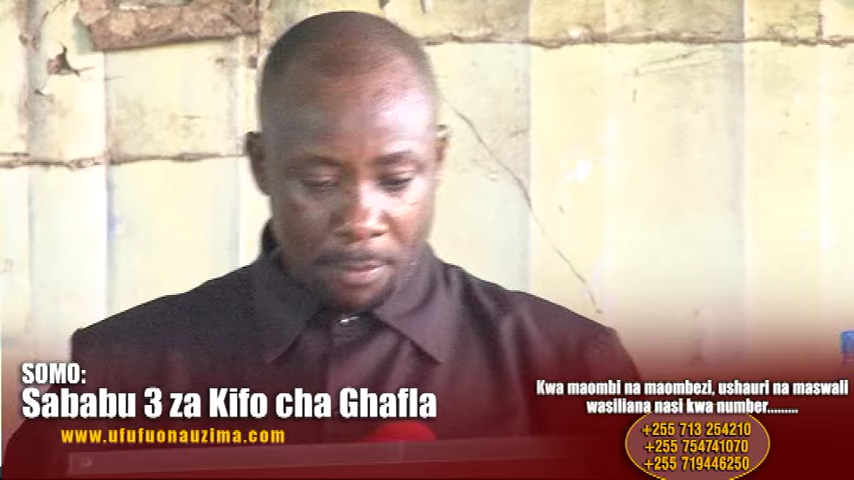 SOMO:
Sababu 3 za Kifo cha Ghafla
www.ufufuonauzima.com
Kwa maombi na maombezi, ushauri na maswali
wasiliana nasi kwa number.........
+255 713 254210
+255 754741070
+255 719446250